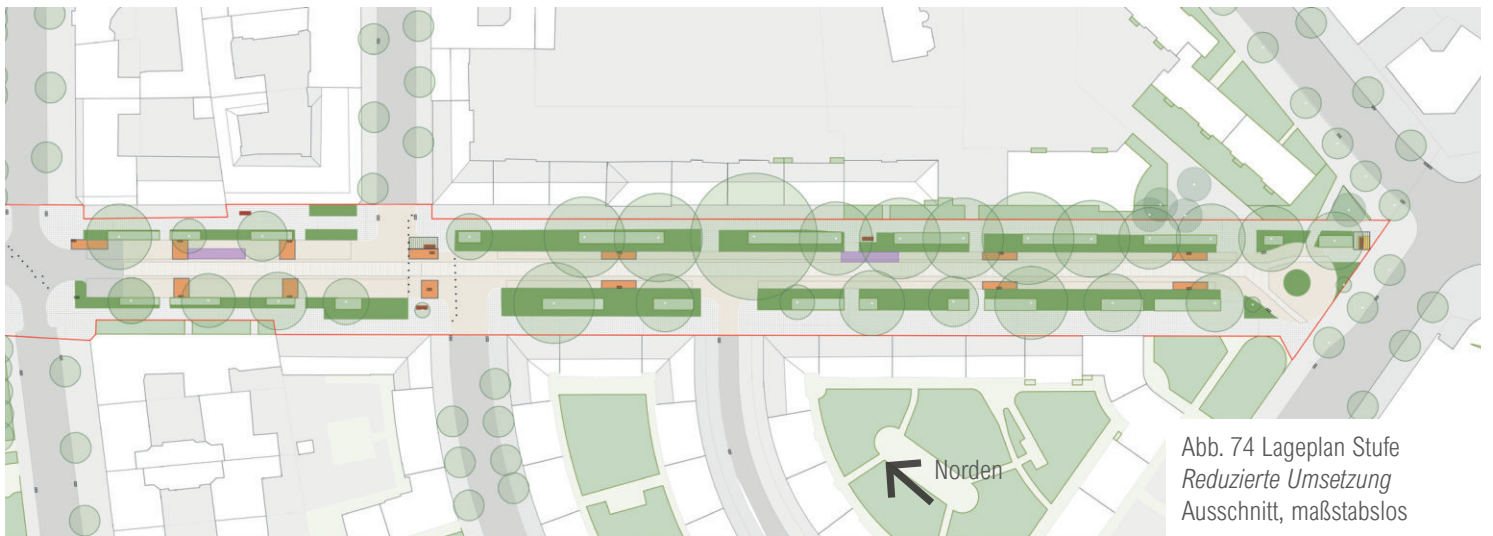 Norden
Abb. 74 Lageplan Stufe
Reduzierte Umsetzung
Ausschnitt, maßstabslos